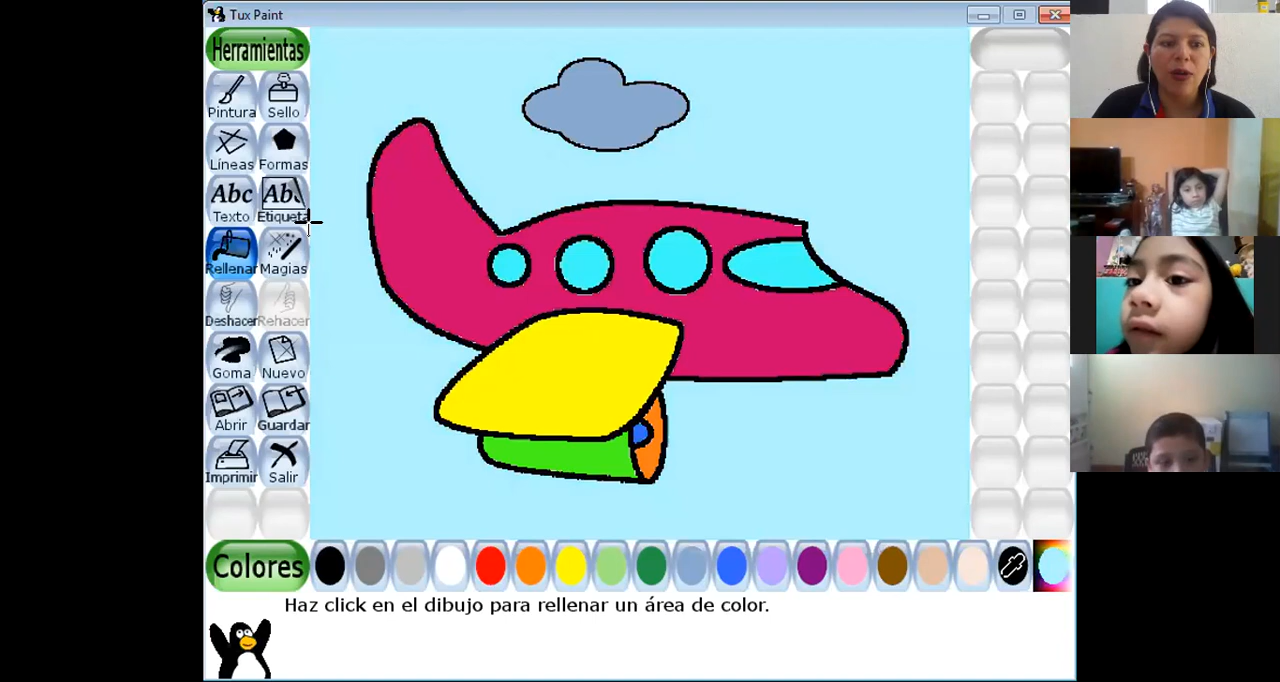 Tux Paint
Herramientas
Pintura Sello
Líneas Formas
Abc Abc
Texto Etiqueta
Rellenar Magias
Deshacer Rehacer
Goma Nuevo
Abrir Guardar
Imprimir Salir
Colores
Haz click en el dibujo para rellenar un área de color.